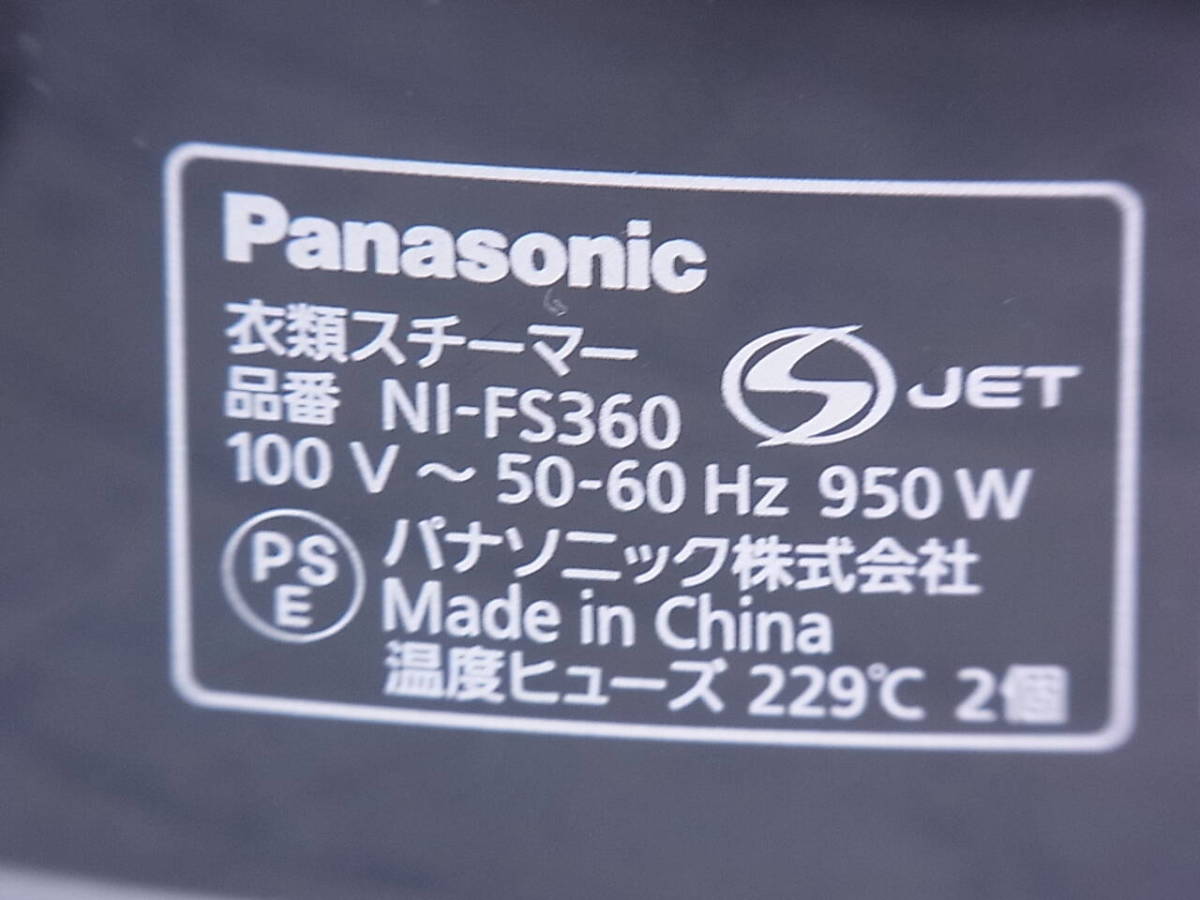 Panasonic
衣類スチーマー
品番 NI-FS360
S JET
100 V ～ 50-60 Hz 950 W
PS
E
パナソニック株式会社
Made in China
温度ヒューズ 229℃ 2個